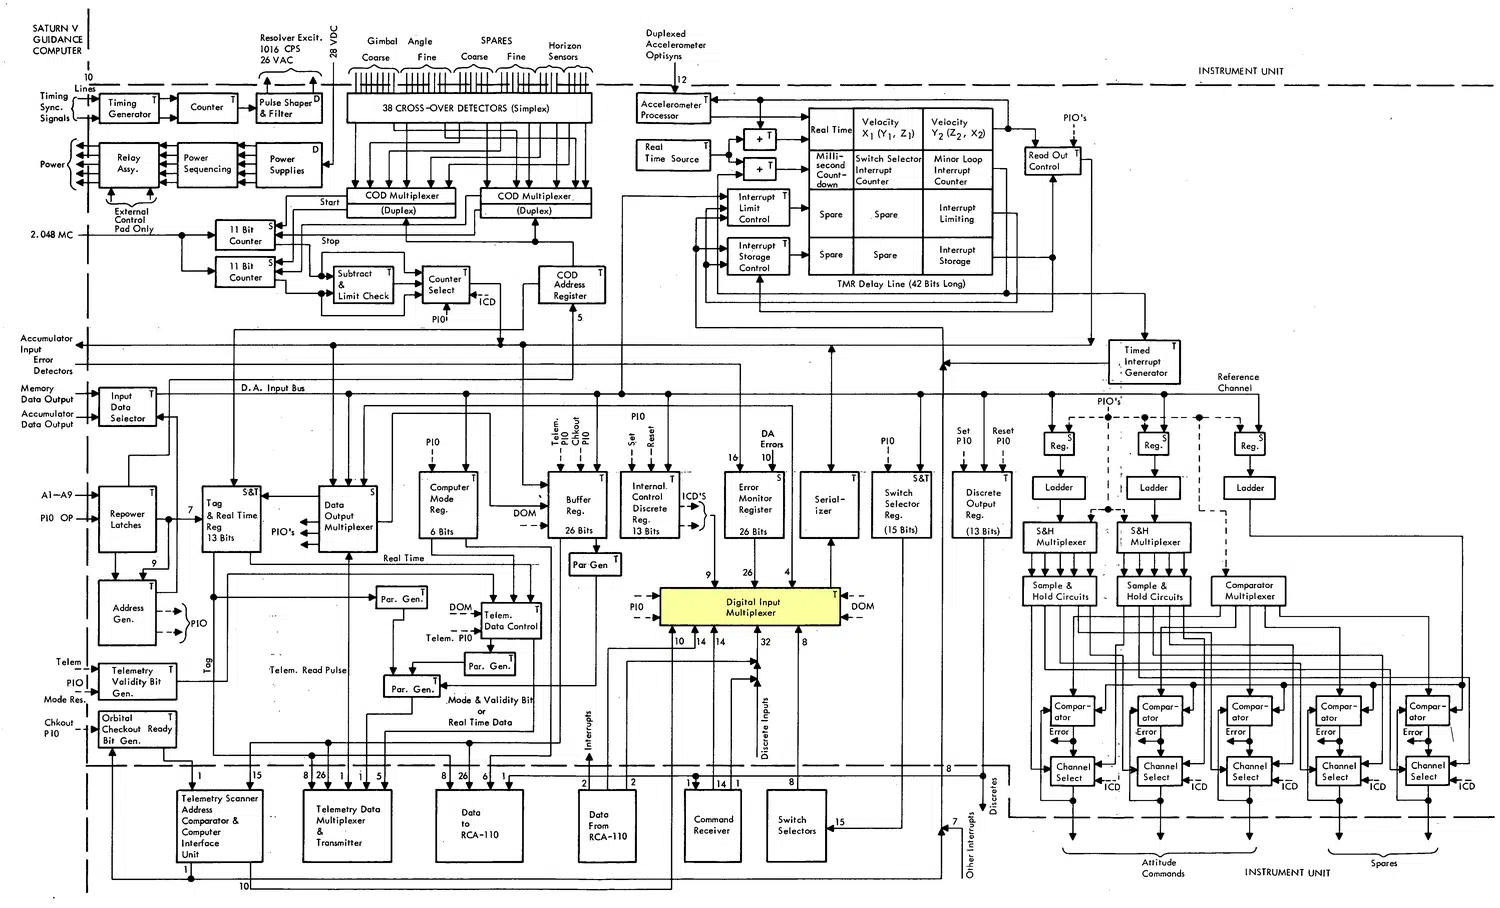 SATURN V
GUIDANCE
COMPUTER
10
Lines
Timing
Sync.
Signals
Timing
Generator
T
Counter
T
Resolver Excit.
1016 CPS
26 VAC
Pulse Shaper
& Filter
D
28 VDC
Gimbal Angle
Coarse Fine
SPARES
Coarse Fine
Horizon
Sensors
38 CROSS-OVER DETECTORS (Simplex)
Duplexed
Accelerometer
Optisyns
12
INSTRUMENT UNIT
Accelerometer
Processor
T
Real
Time Source
+ T
+ T
Real Time
Velocity
X1 (Y1, Z1)
Velocity
Y2 (Z2, X2)
Milli-
second
Count-
down
Switch Selector
Interrupt
Counter
Minor Loop
Interrupt
Counter
Spare
Spare
Interrupt
Limiting
Spare
Spare
Interrupt
Storage
TMR Delay Line (42 Bits Long)
PIO's
Read Out
Control
T
Interrupt
Limit
Control
T
Interrupt
Storage
Control
T
Power
Relay
Assy.
Power
Sequencing
Power
Supplies
D
External
Control
Pad Only
COD Multiplexer
(Duplex)
COD Multiplexer
(Duplex)
Start
Stop
2.048 MC
11 Bit
Counter
S
11 Bit
Counter
S
Subtract
&
Limit Check
T
Counter
Select
T
ICD
PIO
COD
Address
Register
T
5
Accumulator
Input
Error
Detectors
Timed
Interrupt
Generator
T
Memory
Data Output
Accumulator
Data Output
Input
Data
Selector
T
D.A. Input Bus
Reference
Channel
PIO's
A1-A9
PIO OP
Repower
Latches
T
7
9
Tag
& Real Time
Reg
13 Bits
S&T
PIO's
Data
Output
Multiplexer
S
PIO
Computer
Mode
Reg.
6 Bits
T
Telem.
PIO
Chkout
PIO
DOM
Buffer
Reg.
26 Bits
T
PIO
Set
Reset
Internal.
Control
Discrete
Reg.
13 Bits
T
ICD'S
DA
Errors
16
10
Error
Monitor
Register
26 Bits
S
Serial-
izer
T
PIO
Switch
Selector
Reg.
(15 Bits)
S&T
Set
PIO
Reset
PIO
Discrete
Output
Reg.
(13 Bits)
T
Reg.
S
Reg.
S
Reg.
S
Ladder
Ladder
Ladder
S&H
Multiplexer
S&H
Multiplexer
Sample &
Hold Circuits
Sample &
Hold Circuits
Comparator
Multiplexer
Address
Gen.
T
PIO
Real Time
Par Gen
T
Par. Gen.
T
DOM
Telem. PIO
Telem.
Data Control
T
Par. Gen.
T
Par. Gen.
T
9
26
4
PIO
Digital Input
Multiplexer
T
DOM
10
14
14
32
8
Telem
PIO
Mode Res.
Telemetry
Validity Bit
Gen.
T
Tag
Telem. Read Pulse
Mode & Validity Bit
or
Real Time Data
Chkout
PIO
Orbital
Checkout Ready
Bit Gen.
T
Interrupts
Discrete Inputs
Compar-
ator
Compar-
ator
Compar-
ator
Compar-
ator
Compar-
ator
Error
Error
Error
Error
Error
Channel
Select
Channel
Select
Channel
Select
Channel
Select
Channel
Select
ICD
ICD
ICD
ICD
ICD
1
15
8
26
1
1
5
8
26
6
1
2
2
1
14
1
8
8
Telemetry Scanner
Address
Comparator &
Computer
Interface
Unit
Telemetry Data
Multiplexer
&
Transmitter
Data
to
RCA-110
Data
From
RCA-110
Command
Receiver
Switch
Selectors
15
7
Other Interrupts
Discretes
1
10
Attitude
Commands
Spares
INSTRUMENT UNIT